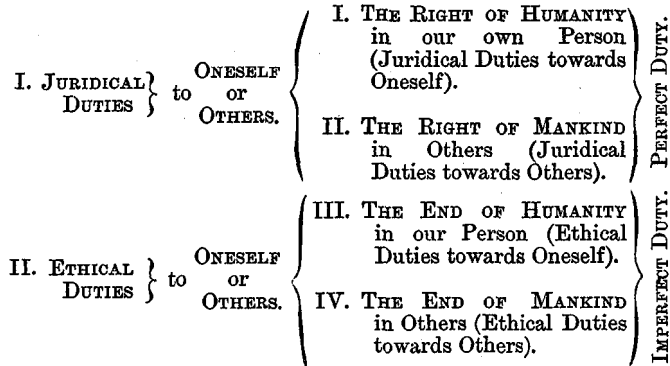 I. JURIDICAL DUTIES
to
ONESELF
or
OTHERS.
I. THE RIGHT OF HUMANITY
in our own Person
(Juridical Duties towards
Oneself).
II. THE RIGHT OF MANKIND
in Others (Juridical
Duties towards Others).
PERFECT DUTY.
II. ETHICAL DUTIES
to
ONESELF
or
OTHERS.
III. THE END OF HUMANITY
in our Person (Ethical
Duties towards Oneself).
IV. THE END OF MANKIND
in Others (Ethical Duties
towards Others).
IMPERFECT DUTY.